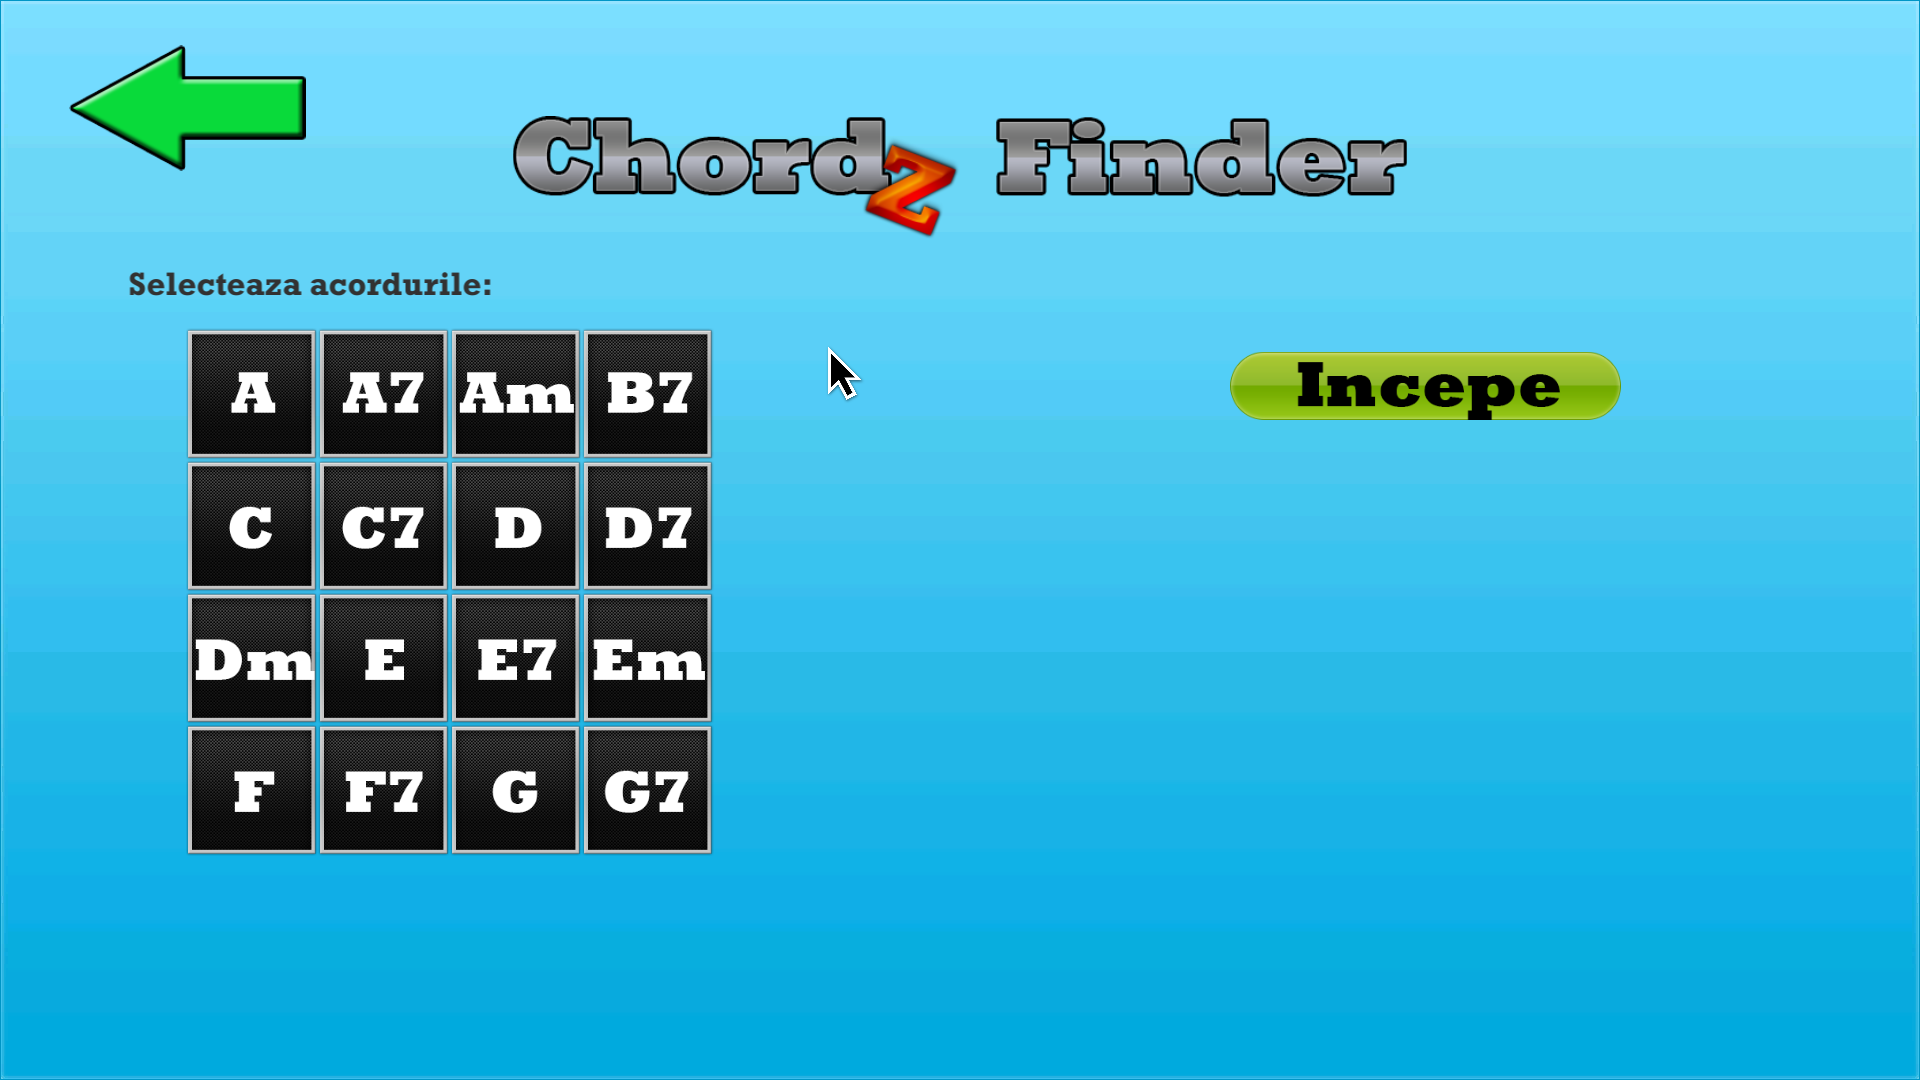 Chordz Finder
Selecteaza acordurile:
A A7 Am B7
Incepe
C C7 D D7
Dm E E7 Em
F F7 G G7